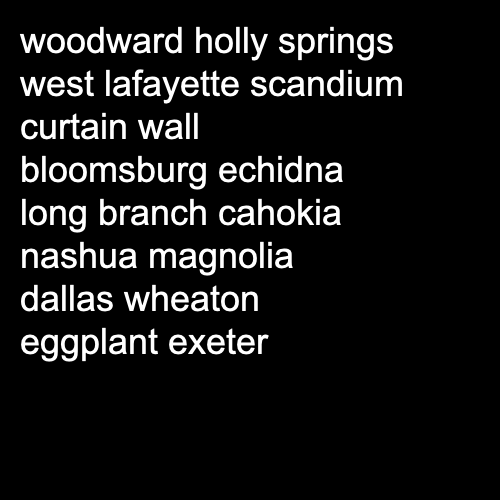 woodward holly springs
west lafayette scandium
curtain wall
bloomsburg echidna
long branch cahokia
nashua magnolia
dallas wheaton
eggplant exeter